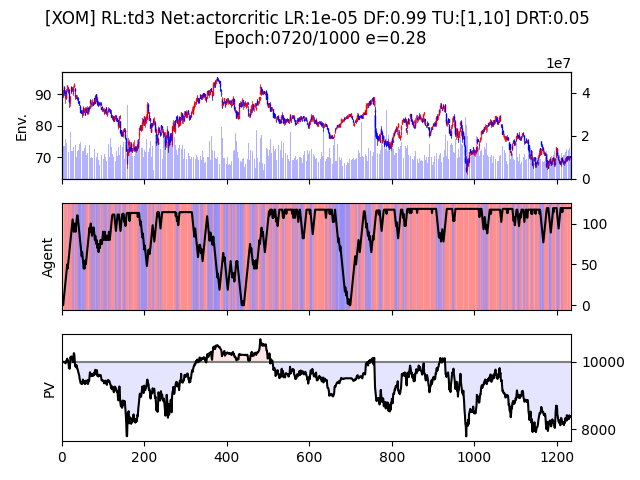 [XOM] RL:td3 Net:actorcritic LR:1e-05 DF:0.99 TU:[1,10] DRT:0.05
Epoch:0720/1000 e=0.28
1e7
Env.
90
80
70
4
2
0
Agent
100
50
0
PV
10000
8000
0 200 400 600 800 1000 1200